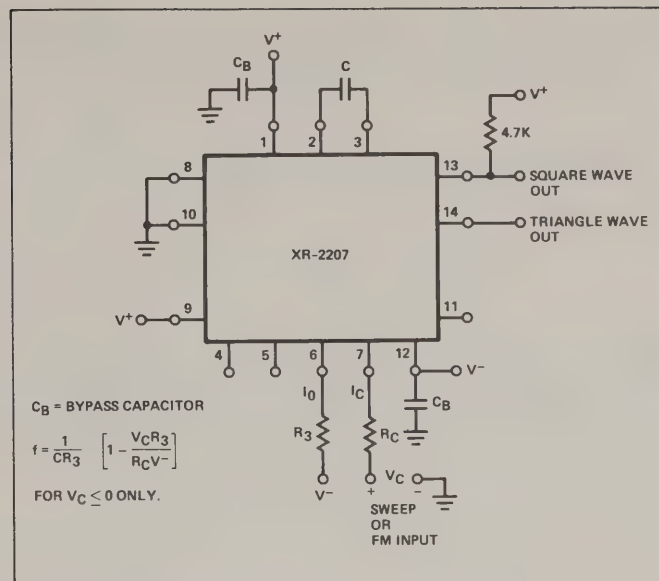 V+
CB
C
V+
4.7K
1 2 3
8
13
SQUARE WAVE
OUT
10
14
TRIANGLE WAVE
OUT
XR-2207
V+ 9
11
4 5 6 7 12
V-
I0 IC
CB
R3 RC
V- + VC -
SWEEP
OR
FM INPUT
CB = BYPASS CAPACITOR
f = 1/CR3 [1 - VCR3/RCV-]
FOR VC ≤ 0 ONLY.